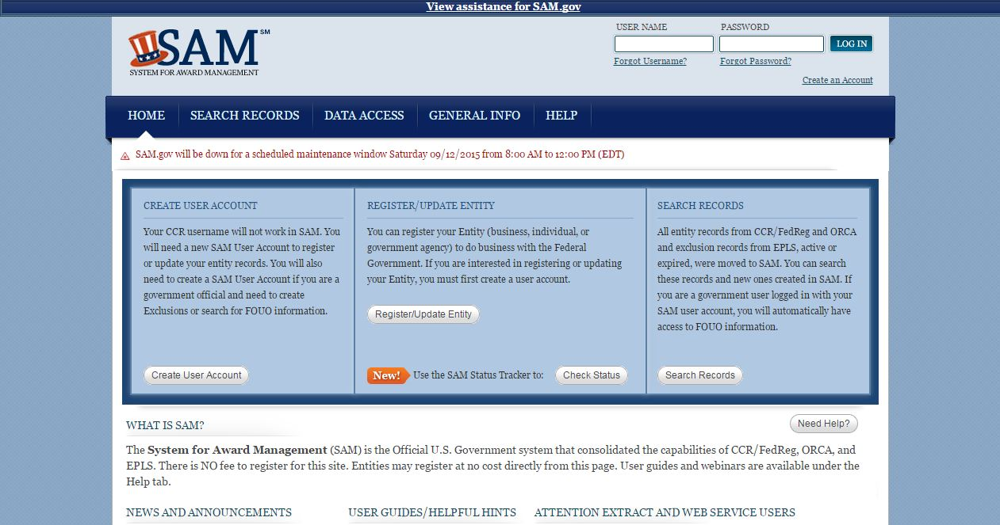 View assistance for SAM.gov
SAM SM
SYSTEM FOR AWARD MANAGEMENT
USER NAME
PASSWORD
LOG IN
Forgot Username?
Forgot Password?
Create an Account
HOME
SEARCH RECORDS
DATA ACCESS
GENERAL INFO
HELP
SAM.gov will be down for a scheduled maintenance window Saturday 09/12/2015 from 8:00 AM to 12:00 PM (EDT)
CREATE USER ACCOUNT
Your CCR username will not work in SAM. You
will need a new SAM User Account to register
or update your entity records. You will also
need to create a SAM User Account if you are a
government official and need to create
Exclusions or search for FOUO information.
Create User Account
REGISTER/UPDATE ENTITY
You can register your Entity (business, individual, or
government agency) to do business with the Federal
Government. If you are interested in registering or updating
your Entity, you must first create a user account.
Register/Update Entity
New! Use the SAM Status Tracker to:
Check Status
SEARCH RECORDS
All entity records from CCR/FedReg and ORCA
and exclusion records from EPLS, active or
expired, were moved to SAM. You can search
these records and new ones created in SAM. If
you are a government user logged in with your
SAM user account, you will automatically have
access to FOUO information.
Search Records
WHAT IS SAM?
Need Help?
The System for Award Management (SAM) is the Official U.S. Government system that consolidated the capabilities of CCR/FedReg, ORCA, and
EPLS. There is NO fee to register for this site. Entities may register at no cost directly from this page. User guides and webinars are available under the
Help tab.
NEWS AND ANNOUNCEMENTS
USER GUIDES/HELPFUL HINTS
ATTENTION EXTRACT AND WEB SERVICE USERS